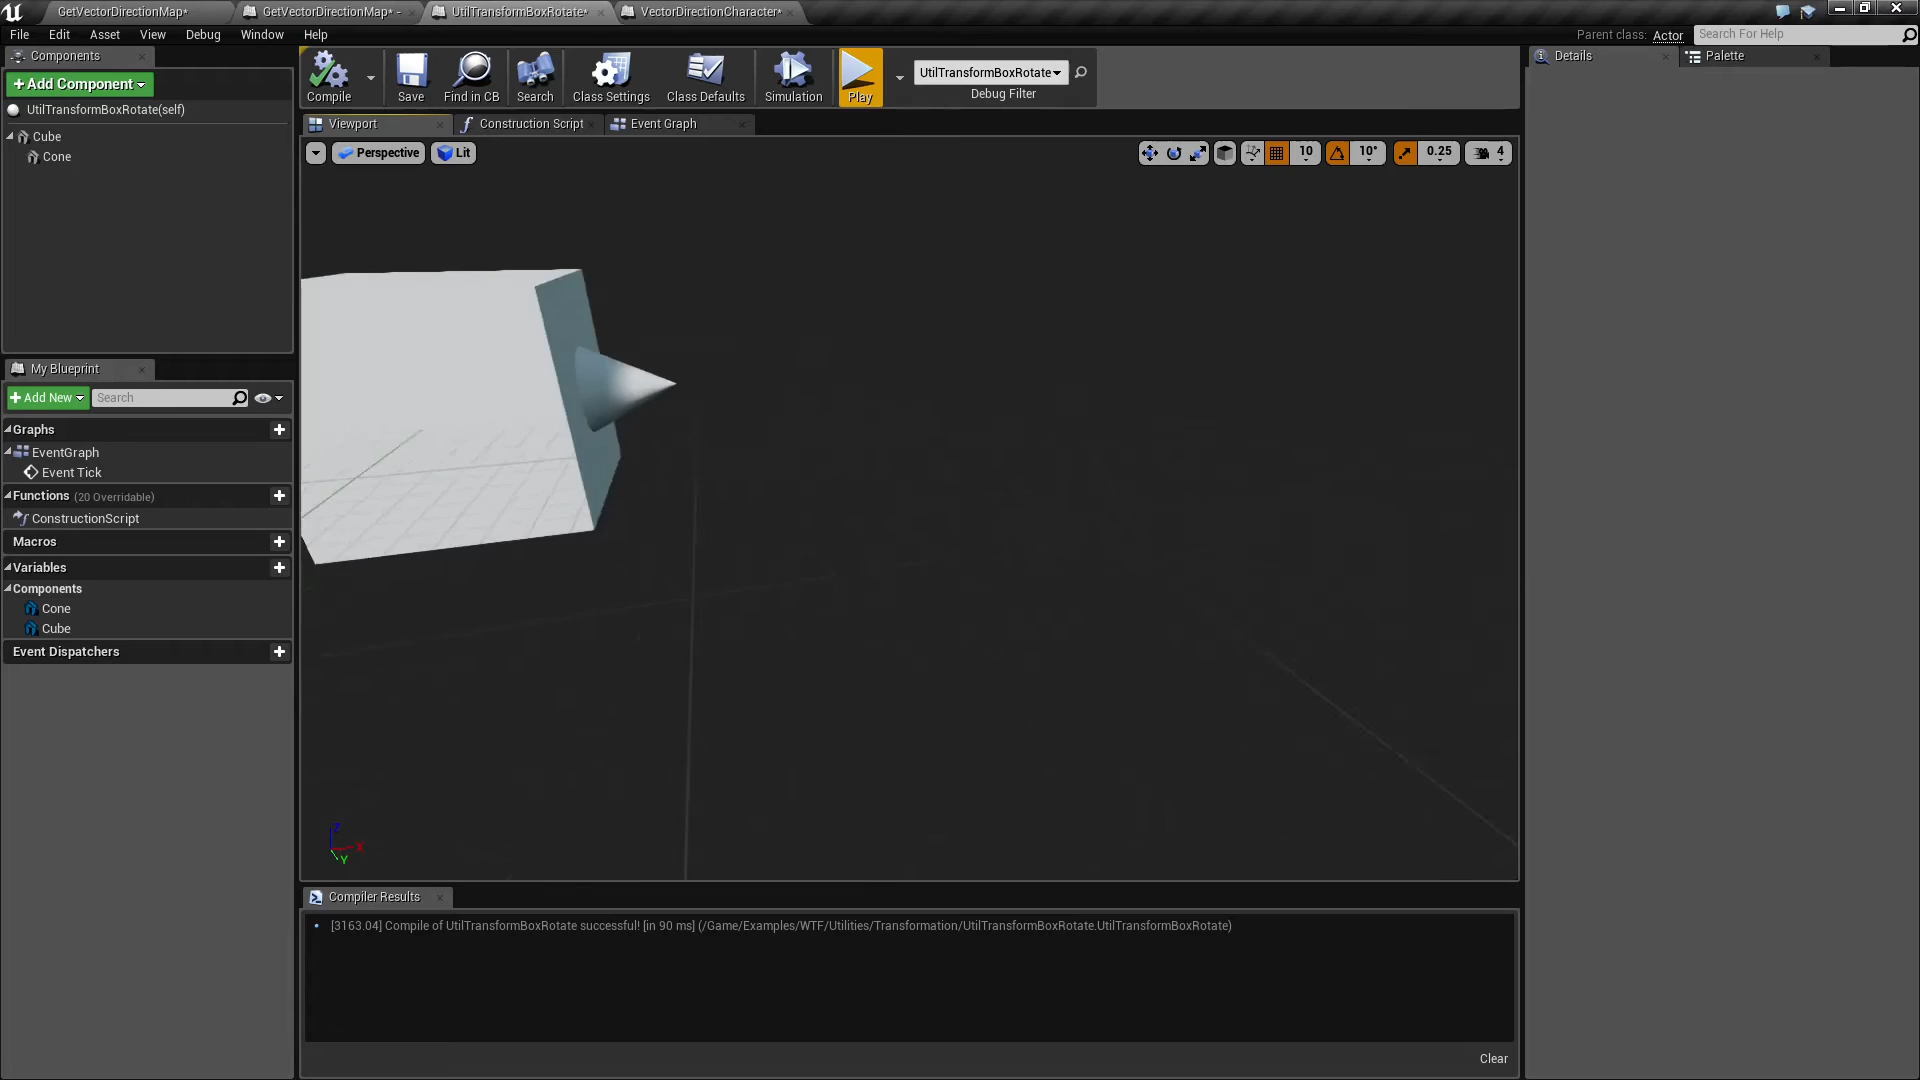 GetVectorDirectionMap*
GetVectorDirectionMap* -
UtilTransformBoxRotate*
VectorDirectionCharacter*
File Edit Asset View Debug Window Help
Parent class: Actor
Search For Help
Components
+ Add Component
UtilTransformBoxRotate(self)
Cube
Cone
My Blueprint
+ Add New
Search
Graphs
EventGraph
Event Tick
Functions (20 Overridable)
ConstructionScript
Macros
Variables
Components
Cone
Cube
Event Dispatchers
Compile
Save
Find in CB
Search
Class Settings
Class Defaults
Simulation
Play
UtilTransformBoxRotate
Debug Filter
Viewport
Construction Script
Event Graph
Perspective
Lit
10
10°
0.25
4
Z
X
Y
Compiler Results
[3163.04] Compile of UtilTransformBoxRotate successful! [in 90 ms] (/Game/Examples/WTF/Utilities/Transformation/UtilTransformBoxRotate.UtilTransformBoxRotate)
Clear
Details
Palette